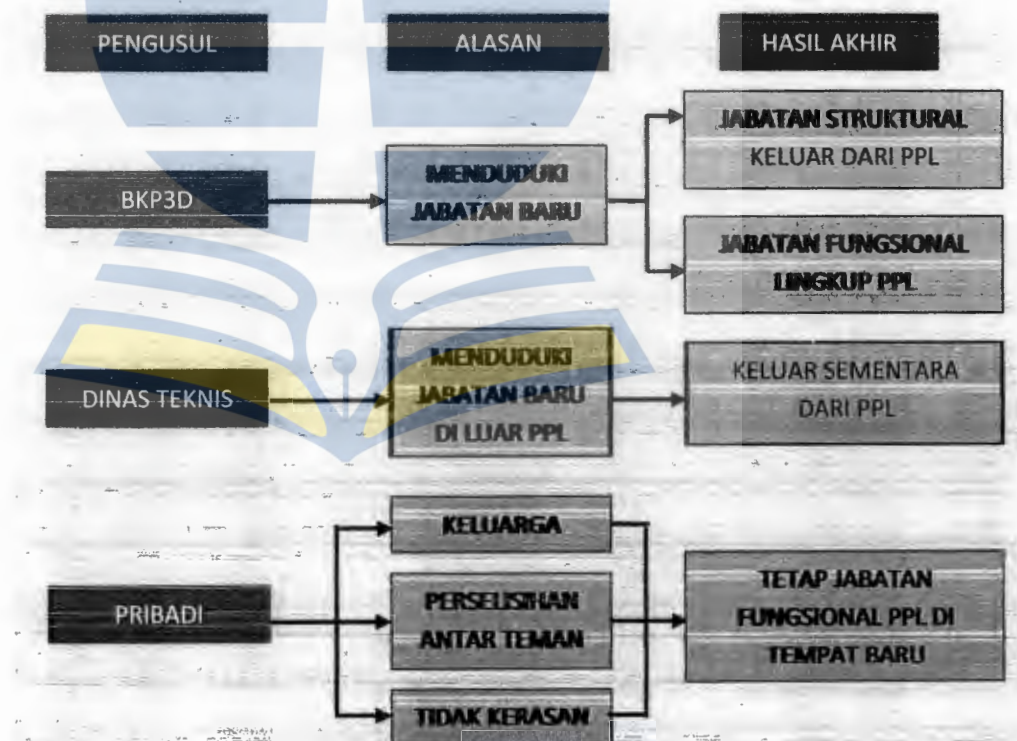 PENGUSUL
ALASAN
HASIL AKHIR
BKP3D
MENDUDUKI
JABATAN BARU
JABATAN STRUKTURAL
KELUAR DARI PPL
JABATAN FUNGSIONAL
LINGKUP PPL
DINAS TEKNIS
MENDUDUKI
JABATAN BARU
DI LUAR PPL
KELUAR SEMENTARA
DARI PPL
PRIBADI
KELUARGA
PERSELISIHAN
ANTAR TEMAN
TIDAK KERASAN
TETAP JABATAN
FUNGSIONAL PPL DI
TEMPAT BARU